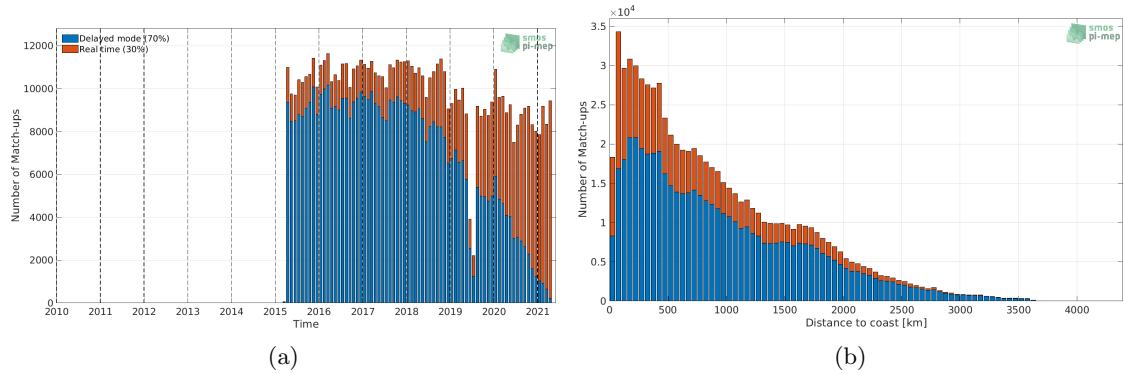 Delayed mode (70%)
Real time (30%)
smos
pi-mep
12000
10000
8000
6000
4000
2000
0
Number of Match-ups
2010 2011 2012 2013 2014 2015 2016 2017 2018 2019 2020 2021
Time
(a)
×10⁴
smos
pi-mep
3.5
3
2.5
2
1.5
1
0.5
0
Number of Match-ups
0 500 1000 1500 2000 2500 3000 3500 4000
Distance to coast [km]
(b)